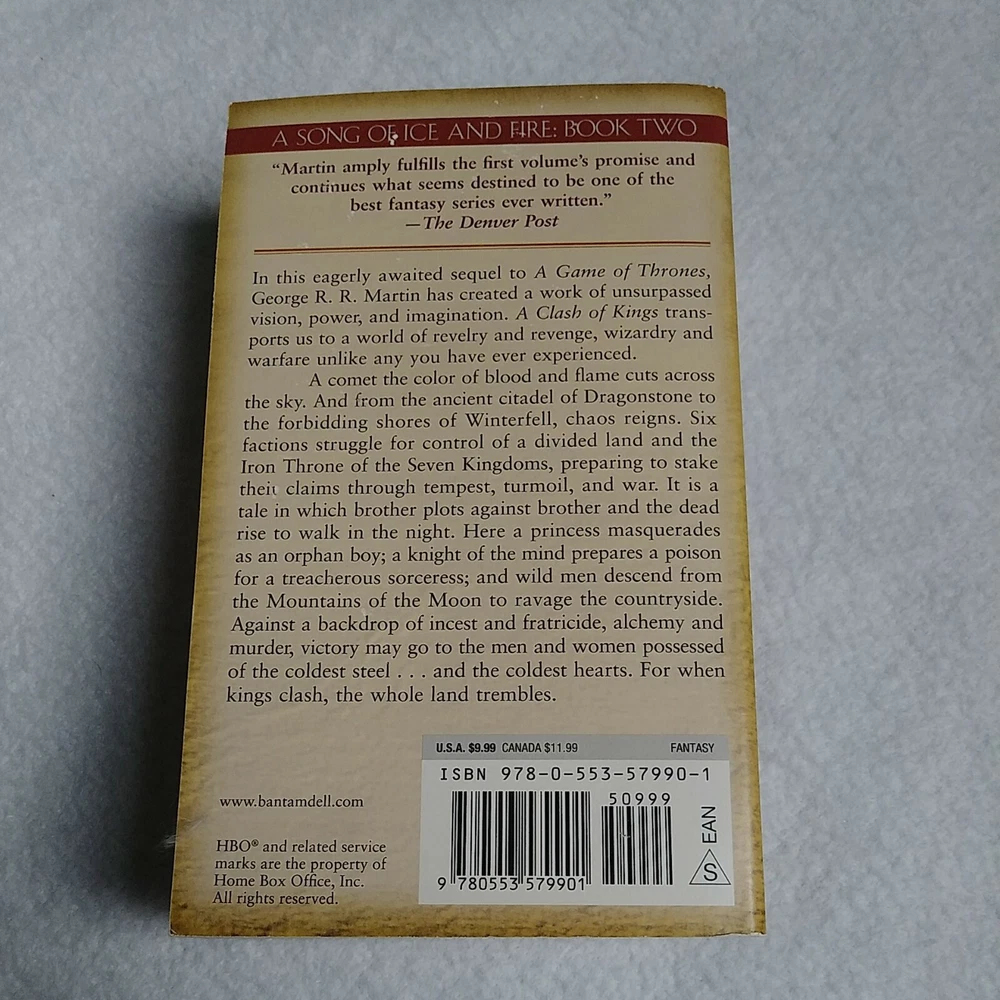 A SONG OF ICE AND FIRE: BOOK TWO
“Martin amply fulfills the first volume’s promise and
continues what seems destined to be one of the
best fantasy series ever written.”
—The Denver Post
In this eagerly awaited sequel to A Game of Thrones,
George R. R. Martin has created a work of unsurpassed
vision, power, and imagination. A Clash of Kings trans-
ports us to a world of revelry and revenge, wizardry and
warfare unlike any you have ever experienced.
A comet the color of blood and flame cuts across
the sky. And from the ancient citadel of Dragonstone to
the forbidding shores of Winterfell, chaos reigns. Six
factions struggle for control of a divided land and the
Iron Throne of the Seven Kingdoms, preparing to stake
their claims through tempest, turmoil, and war. It is a
tale in which brother plots against brother and the dead
rise to walk in the night. Here a princess masquerades
as an orphan boy; a knight of the mind prepares a poison
for a treacherous sorceress; and wild men descend from
the Mountains of the Moon to ravage the countryside.
Against a backdrop of incest and fratricide, alchemy and
murder, victory may go to the men and women possessed
of the coldest steel . . . and the coldest hearts. For when
kings clash, the whole land trembles.
U.S.A. $9.99 CANADA $11.99 FANTASY
ISBN 978-0-553-57990-1
50999
9 780553 579901
EAN
S
www.bantamdell.com
HBO® and related service
marks are the property of
Home Box Office, Inc.
All rights reserved.